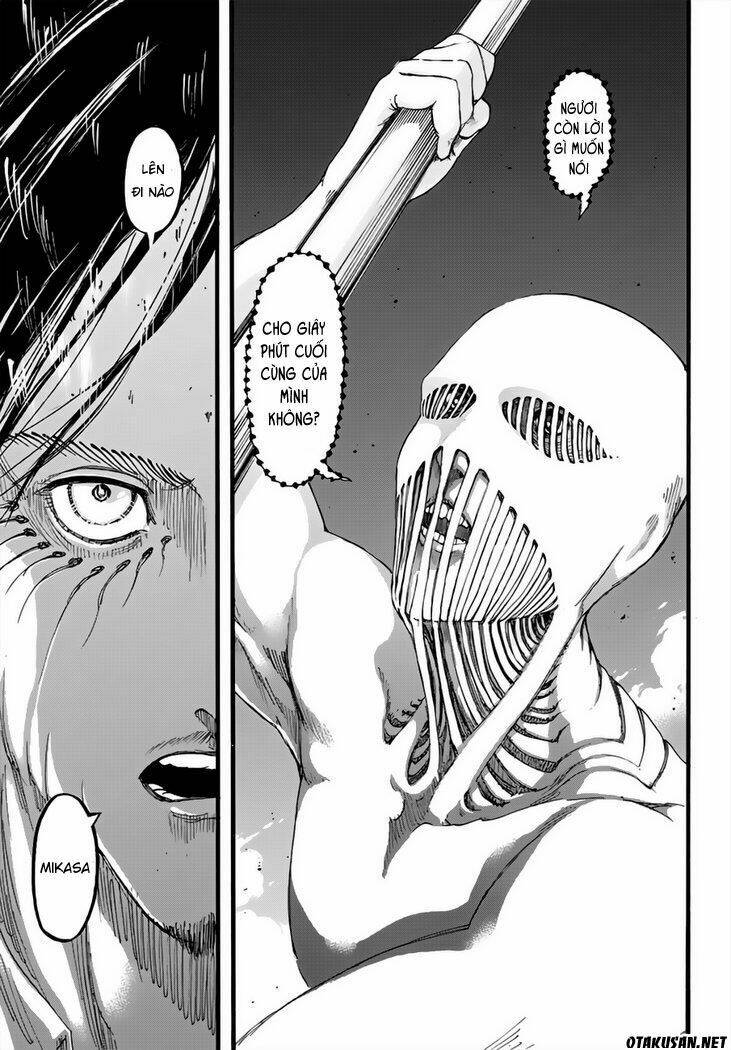 NGƯƠI
CÒN LỜI
GÌ MUỐN
NÓI
CHO GIÂY
PHÚT CUỐI
CÙNG CỦA
MÌNH
KHÔNG?
LÊN
ĐI NÀO
MIKASA
OTAKUSAN.NET